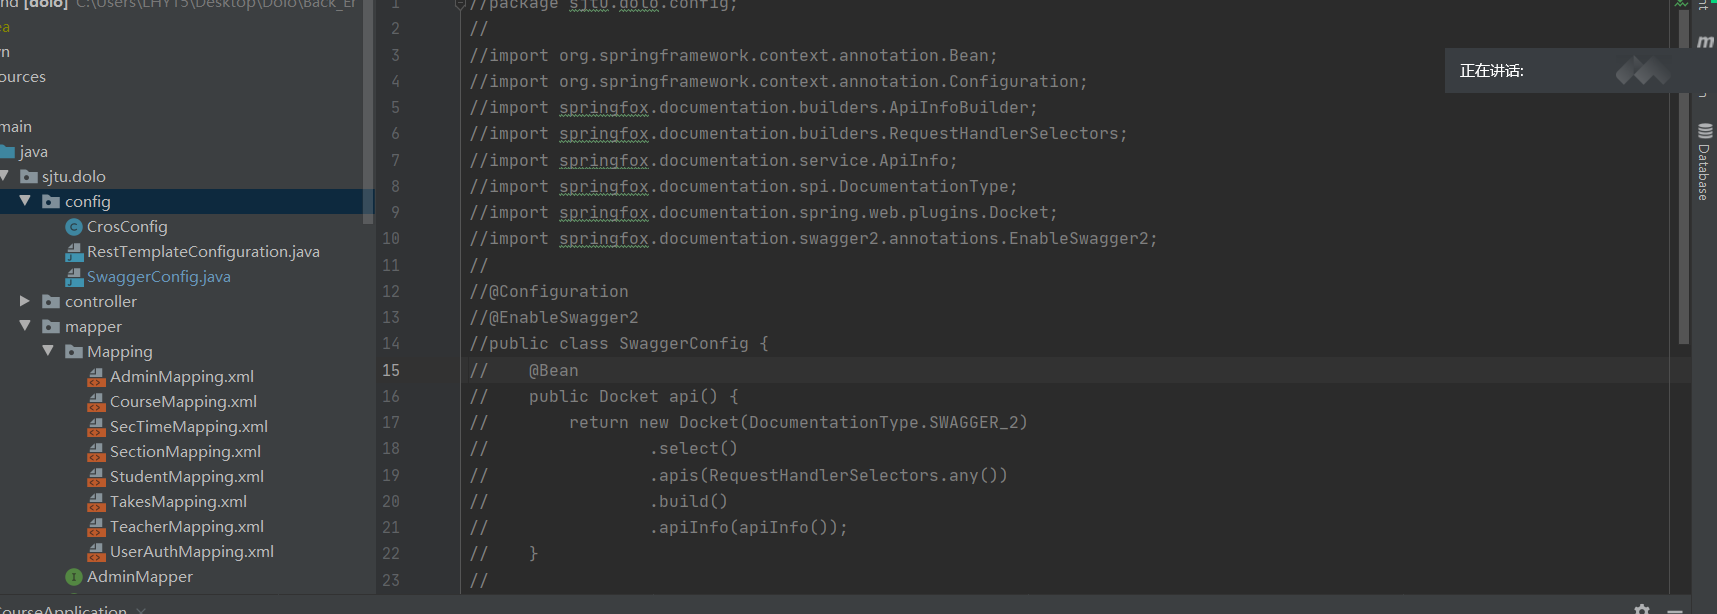 [dolo] C:\Users\LHY15\Desktop\Dolo\Back_Er
ources
main
java
sjtu.dolo
config
CrosConfig
RestTemplateConfiguration.java
SwaggerConfig.java
controller
mapper
Mapping
AdminMapping.xml
CourseMapping.xml
SecTimeMapping.xml
SectionMapping.xml
StudentMapping.xml
TakesMapping.xml
TeacherMapping.xml
UserAuthMapping.xml
AdminMapper
ourseApplication
1 //package sjtu.dolo.config;
2 //
3 //import org.springframework.context.annotation.Bean;
4 //import org.springframework.context.annotation.Configuration;
5 //import springfox.documentation.builders.ApiInfoBuilder;
6 //import springfox.documentation.builders.RequestHandlerSelectors;
7 //import springfox.documentation.service.ApiInfo;
8 //import springfox.documentation.spi.DocumentationType;
9 //import springfox.documentation.spring.web.plugins.Docket;
10 //import springfox.documentation.swagger2.annotations.EnableSwagger2;
11 //
12 //@Configuration
13 //@EnableSwagger2
14 //public class SwaggerConfig {
15 //    @Bean
16 //    public Docket api() {
17 //        return new Docket(DocumentationType.SWAGGER_2)
18 //                .select()
19 //                .apis(RequestHandlerSelectors.any())
20 //                .build()
21 //                .apiInfo(apiInfo());
22 //    }
23 //
正在讲话:
m
Database